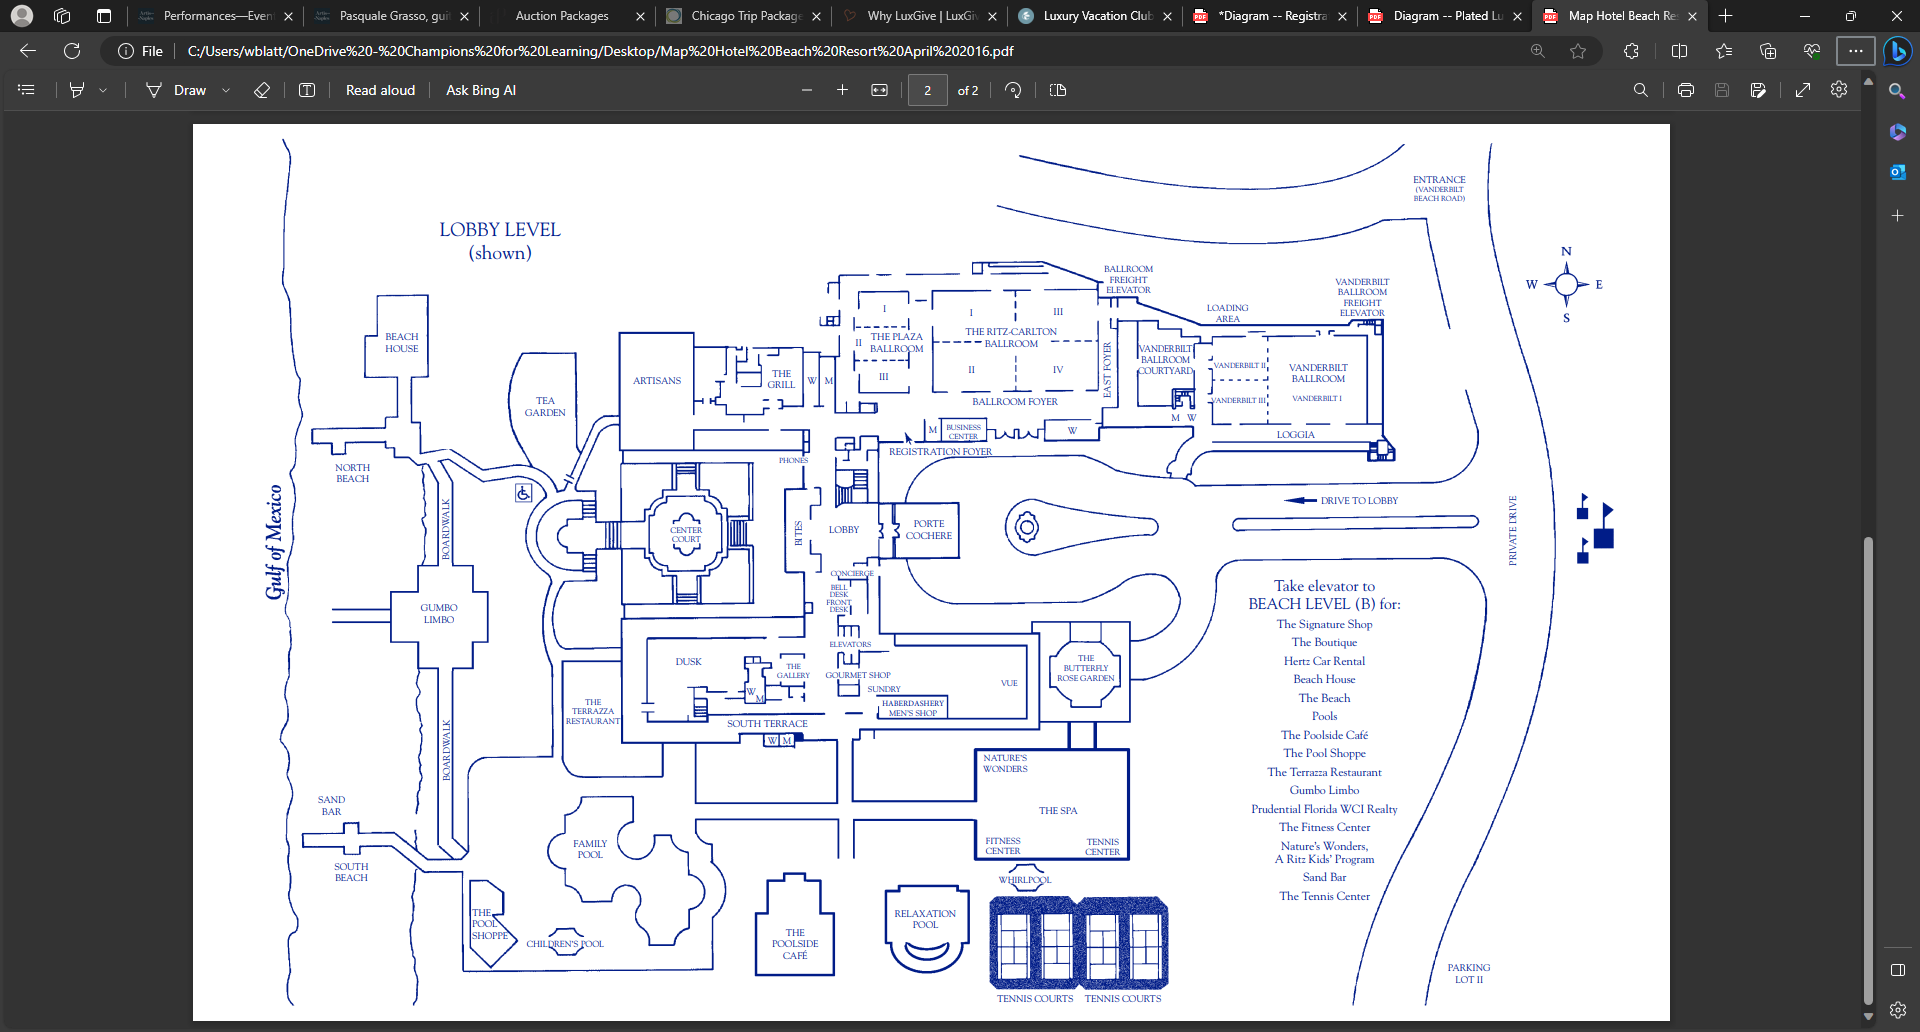 Performances—Even
Pasquale Grasso, gui
Auction Packages
Chicago Trip Package
Why LuxGive | LuxGiv
Luxury Vacation Club
*Diagram -- Registra
Diagram -- Plated Lu
Map Hotel Beach Re
File
C:/Users/wblatt/OneDrive%20-%20Champions%20for%20Learning/Desktop/Map%20Hotel%20Beach%20Resort%20April%202016.pdf
Draw
Read aloud
Ask Bing AI
2
of 2
LOBBY LEVEL
(shown)
ENTRANCE
(VANDERBILT
BEACH ROAD)
N
W
E
S
BALLROOM
FREIGHT
ELEVATOR
VANDERBILT
BALLROOM
FREIGHT
ELEVATOR
LOADING
AREA
BEACH
HOUSE
TEA
GARDEN
ARTISANS
THE
GRILL
W
M
I
II
III
THE PLAZA
BALLROOM
I
III
THE RITZ-CARLTON
BALLROOM
II
IV
BALLROOM FOYER
EAST FOYER
VANDERBILT
BALLROOM
COURTYARD
M W
VANDERBILT II
VANDERBILT III
VANDERBILT
BALLROOM
VANDERBILT I
LOGGIA
M
BUSINESS
CENTER
W
REGISTRATION FOYER
PHONES
NORTH
BEACH
BOARDWALK
Gulf of Mexico
CENTER
COURT
BITES
LOBBY
PORTE
COCHERE
DRIVE TO LOBBY
PRIVATE DRIVE
CONCIERGE
BELL
DESK
FRONT
DESK
ELEVATORS
GUMBO
LIMBO
DUSK
THE
GALLERY
W
M
GOURMET SHOP
SUNDRY
HABERDASHERY
MEN'S SHOP
VUE
THE
BUTTERFLY
ROSE GARDEN
THE
TERRAZZA
RESTAURANT
SOUTH TERRACE
W M
BOARDWALK
NATURE'S
WONDERS
THE SPA
FITNESS
CENTER
TENNIS
CENTER
SAND
BAR
SOUTH
BEACH
FAMILY
POOL
THE
POOL
SHOPPE
CHILDREN'S POOL
THE
POOLSIDE
CAFÉ
RELAXATION
POOL
WHIRLPOOL
TENNIS COURTS
TENNIS COURTS
Take elevator to
BEACH LEVEL (B) for:
The Signature Shop
The Boutique
Hertz Car Rental
Beach House
The Beach
Pools
The Poolside Café
The Pool Shoppe
The Terrazza Restaurant
Gumbo Limbo
Prudential Florida WCI Realty
The Fitness Center
Nature's Wonders,
A Ritz Kids' Program
Sand Bar
The Tennis Center
PARKING
LOT II